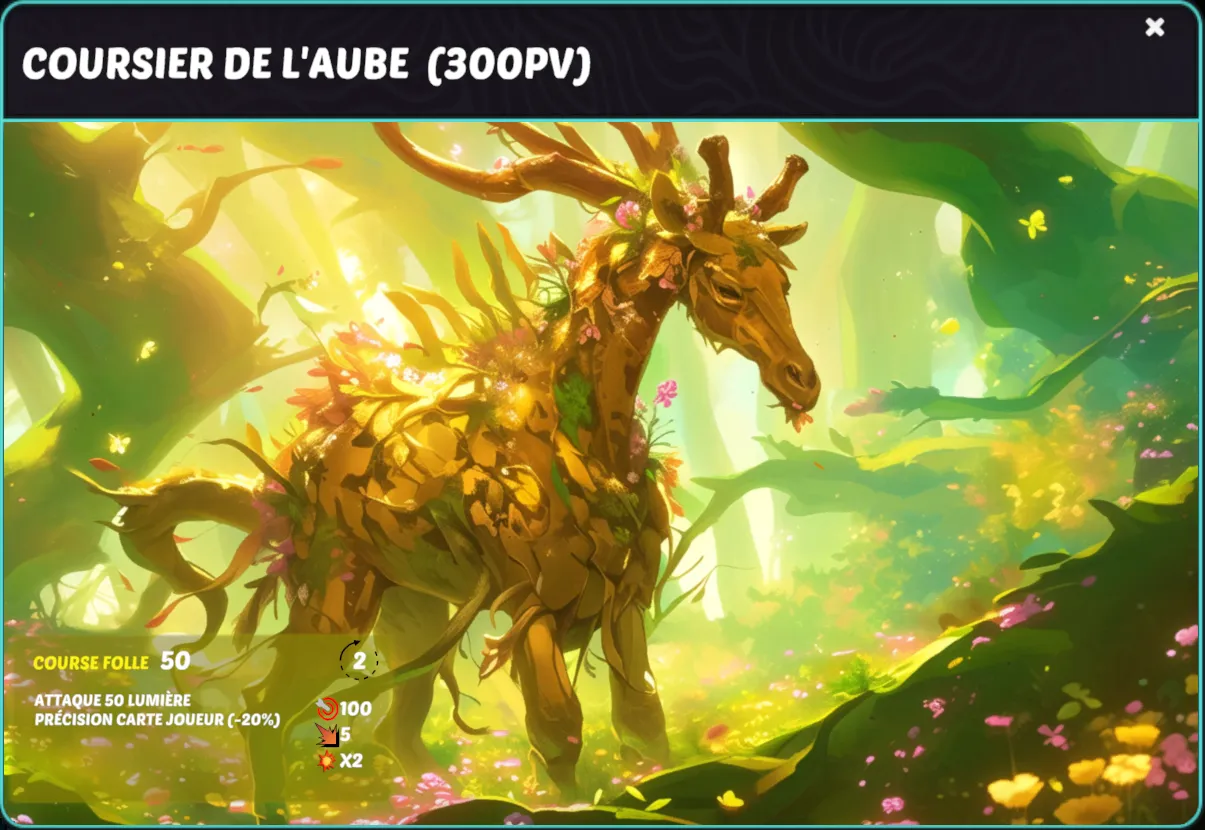 COURSIER DE L'AUBE (300PV)
COURSE FOLLE 50
2
ATTAQUE 50 LUMIÈRE
PRÉCISION CARTE JOUEUR (-20%)
100
5
X2